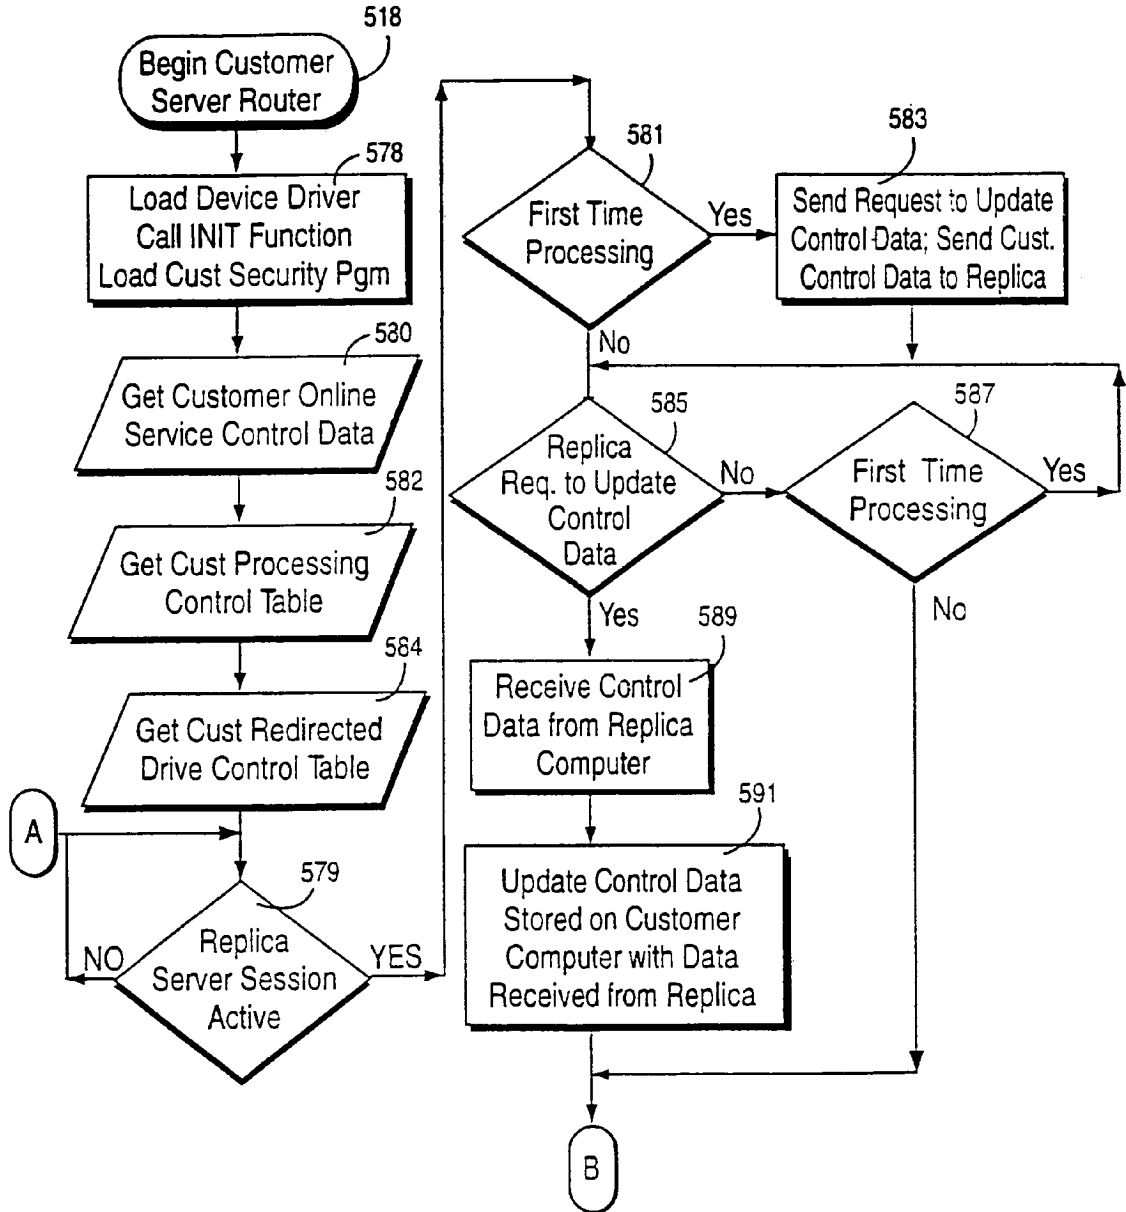 518
Begin Customer
Server Router
578
Load Device Driver
Call INIT Function
Load Cust Security Pgm
580
Get Customer Online
Service Control Data
582
Get Cust Processing
Control Table
584
Get Cust Redirected
Drive Control Table
A
579
Replica
Server Session
Active
NO
YES
581
First Time
Processing
Yes
No
583
Send Request to Update
Control Data; Send Cust.
Control Data to Replica
585
Replica
Req. to Update
Control
Data
No
Yes
587
First Time
Processing
Yes
No
589
Receive Control
Data from Replica
Computer
591
Update Control Data
Stored on Customer
Computer with Data
Received from Replica
B